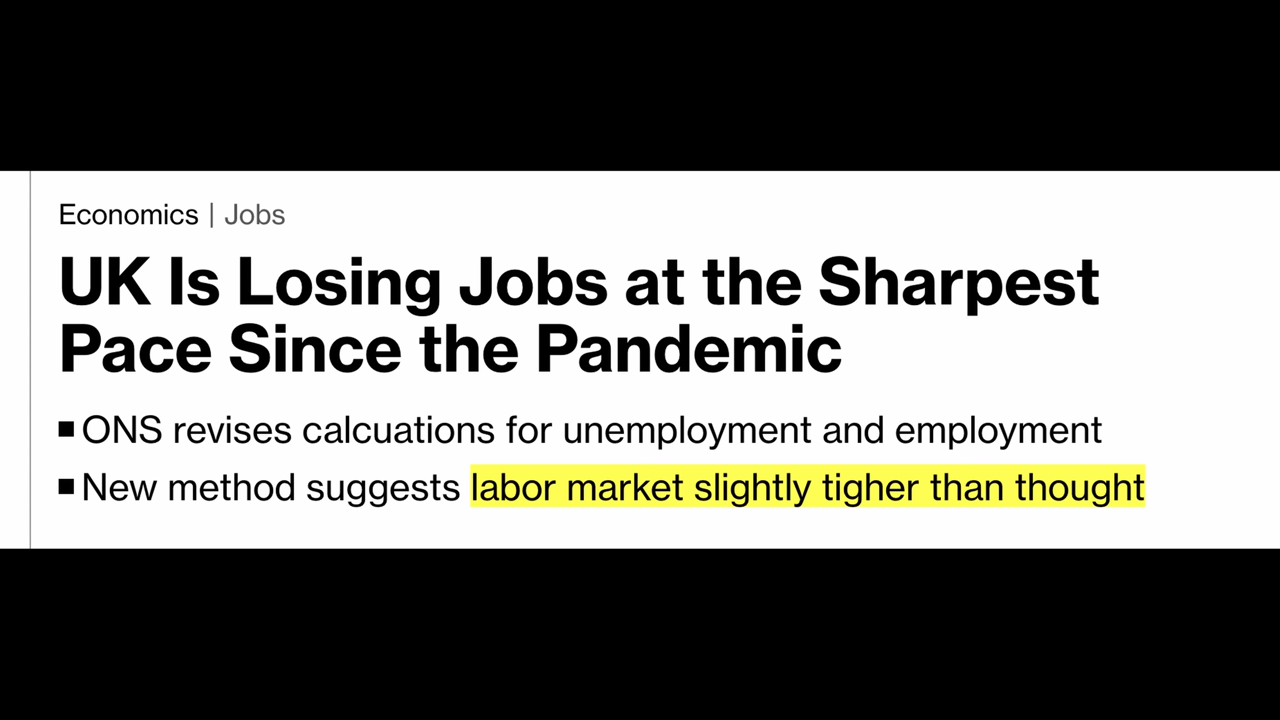 Economics | Jobs
UK Is Losing Jobs at the Sharpest
Pace Since the Pandemic
■ ONS revises calcuations for unemployment and employment
■ New method suggests labor market slightly tigher than thought